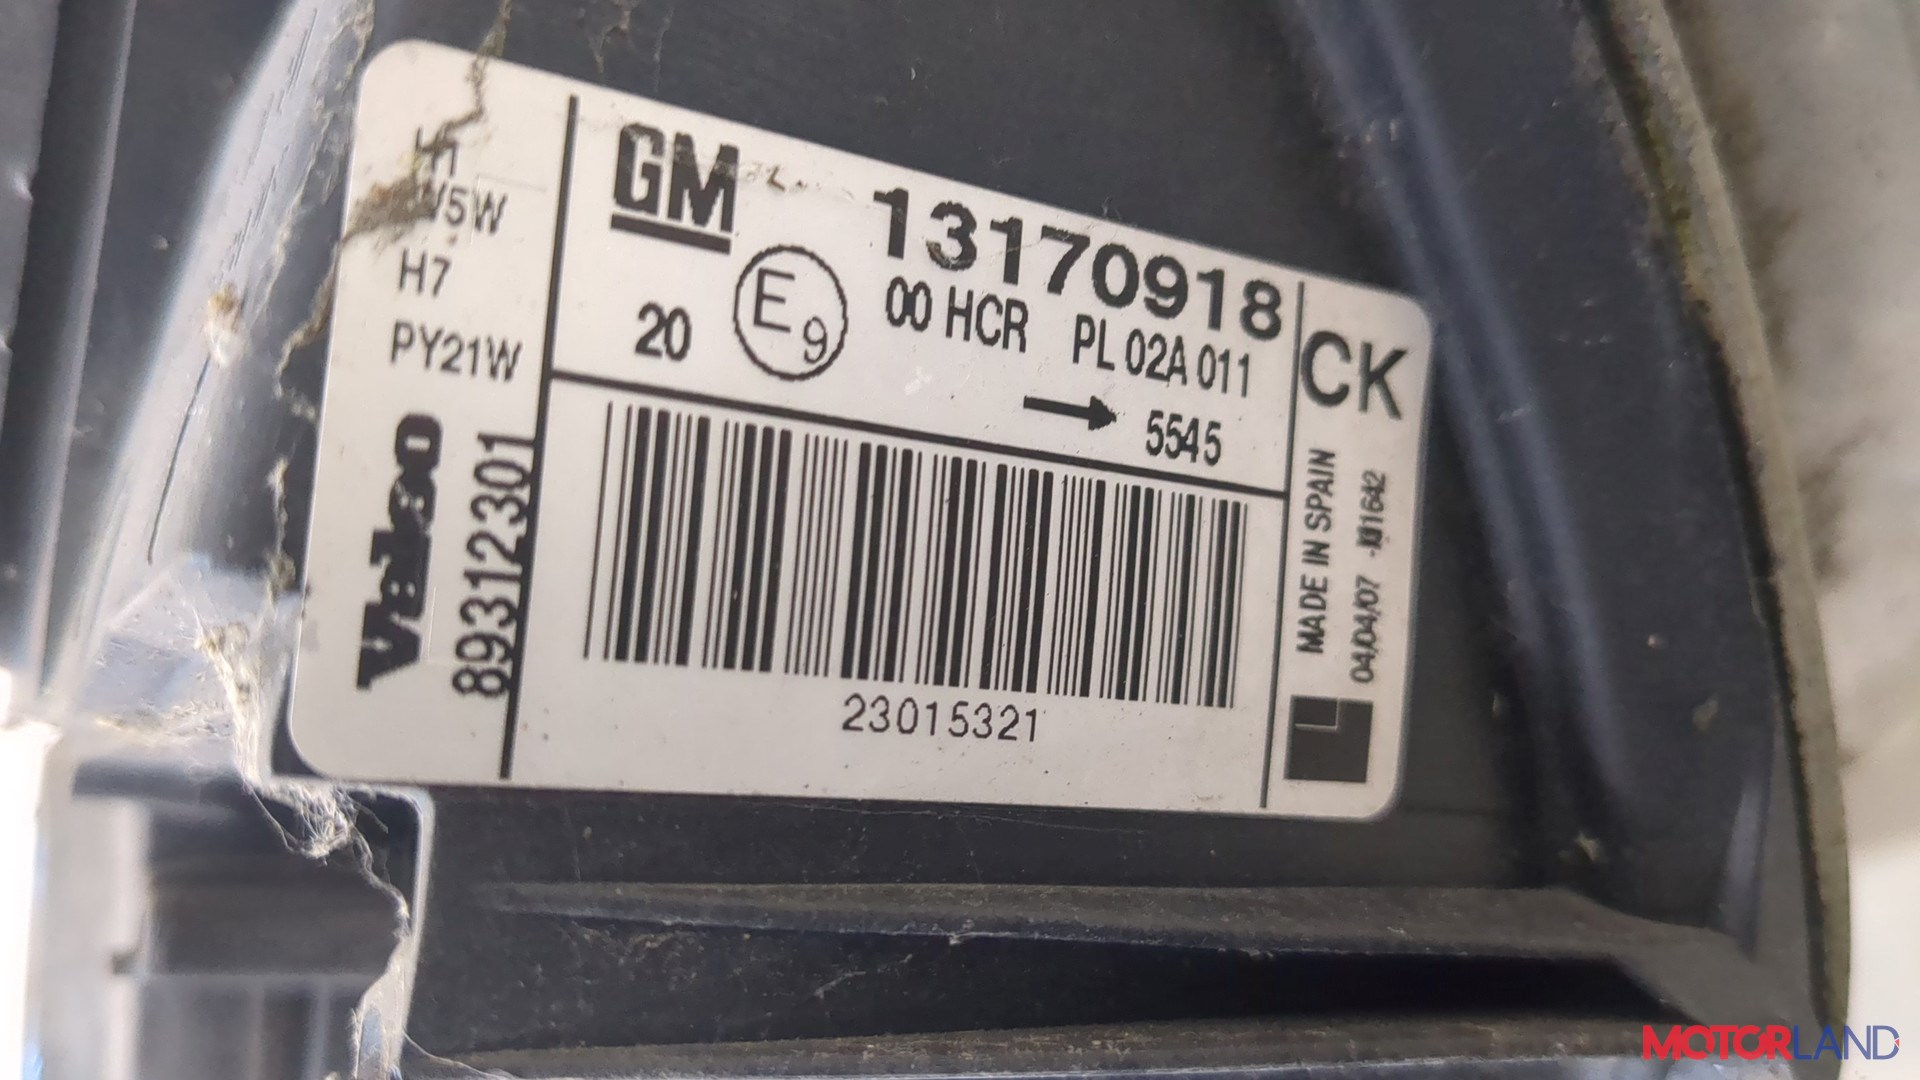 W5W
H7
PY21W
Valeo
89312301
GM
13170918
20
E9
00 HCR PL 02A 011
→ 5545
23015321
CK
MADE IN SPAIN
04/04/07
L
MOTORLAND